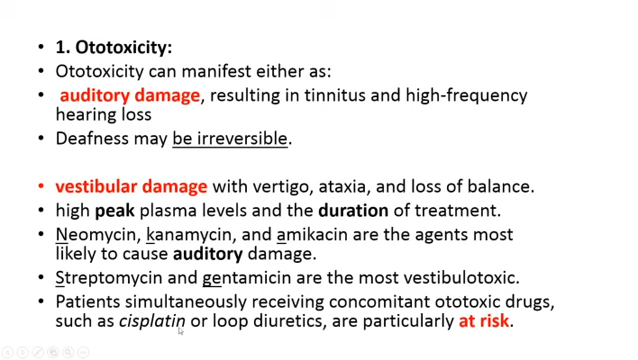 • 1. Ototoxicity:
• Ototoxicity can manifest either as:
• auditory damage, resulting in tinnitus and high-frequency
hearing loss
• Deafness may be irreversible.
• vestibular damage with vertigo, ataxia, and loss of balance.
• high peak plasma levels and the duration of treatment.
• Neomycin, kanamycin, and amikacin are the agents most
likely to cause auditory damage.
• Streptomycin and gentamicin are the most vestibulotoxic.
• Patients simultaneously receiving concomitant ototoxic drugs,
such as cisplatin or loop diuretics, are particularly at risk.